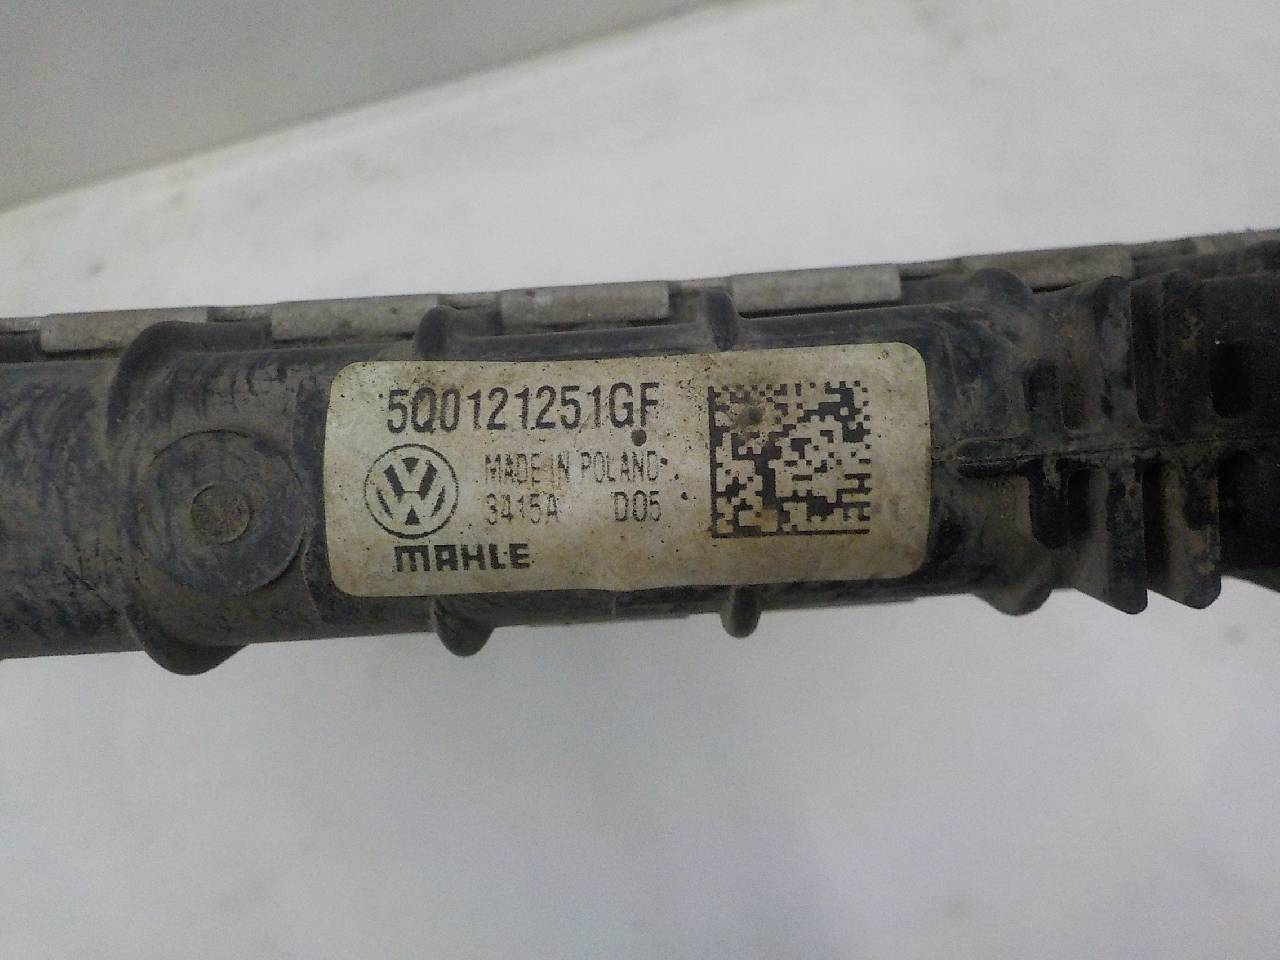 5Q0121251GF
MADE IN POLAND
3415A D05
MAHLE